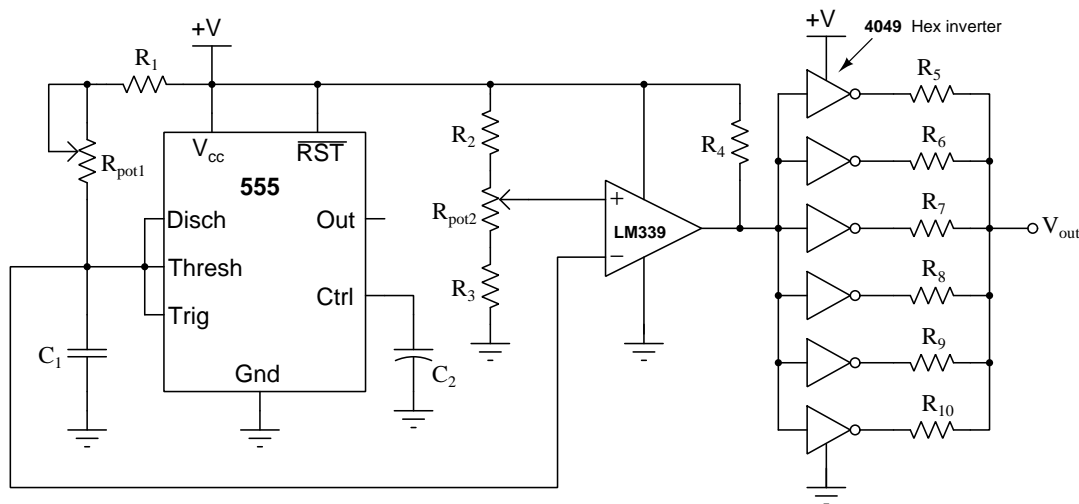 +V
+V
4049 Hex inverter
R1
R5
Vcc
RST
R2
R4
R6
Rpot1
555
Disch
Out
Rpot2
+
LM339
−
R7
Vout
Thresh
Ctrl
R3
R8
Trig
C1
C2
R9
Gnd
R10